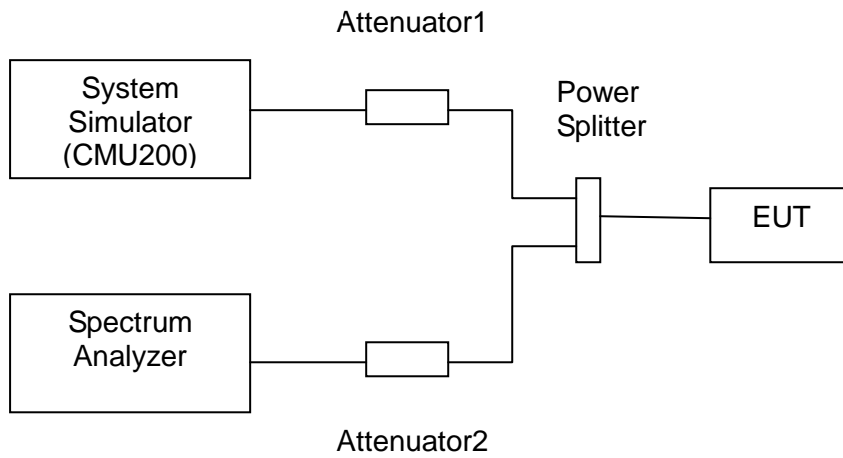 Attenuator1
System
Simulator
(CMU200)
Power
Splitter
EUT
Spectrum
Analyzer
Attenuator2